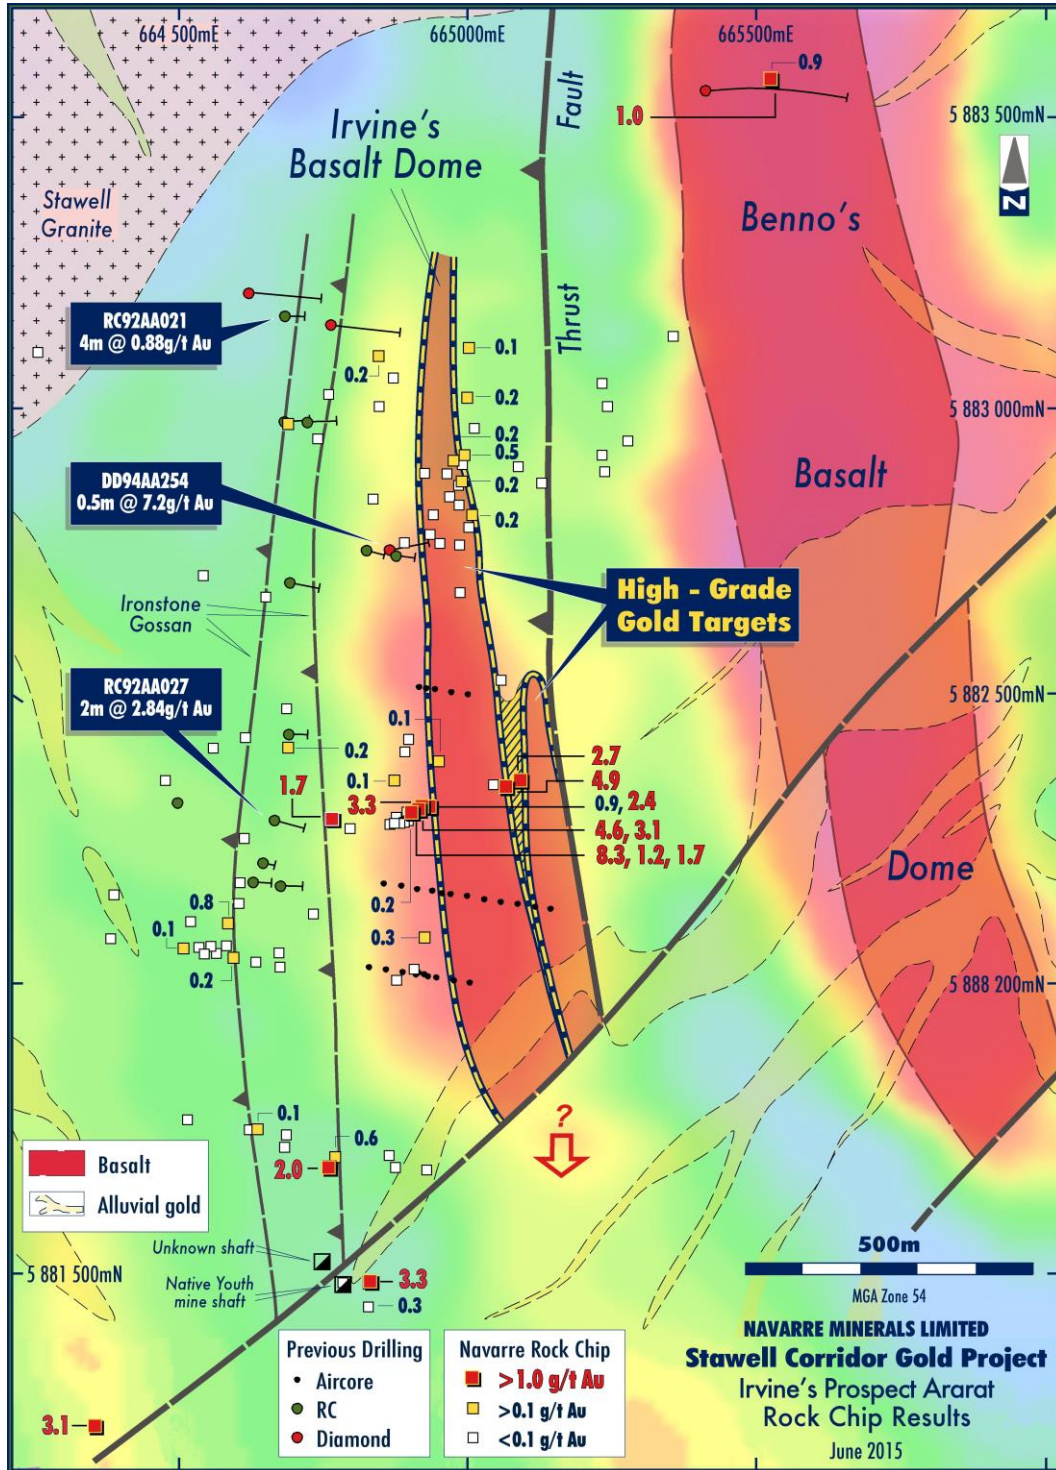 664 500mE
665000mE
665500mE
0.9
1.0
5 883 500mN
Fault
Irvine's
Basalt Dome
N
Stawell
Granite
Benno's
RC92AA021
4m @ 0.88g/t Au
Thrust
0.1
0.2
0.2
5 883 000mN
0.2
0.5
Basalt
DD94AA254
0.5m @ 7.2g/t Au
0.2
0.2
High - Grade
Gold Targets
Ironstone
Gossan
RC92AA027
2m @ 2.84g/t Au
5 882 500mN
0.1
0.2
2.7
1.7
0.1
4.9
3.3
0.9, 2.4
4.6, 3.1
8.3, 1.2, 1.7
Dome
0.8
0.2
0.1
0.3
0.2
5 888 200mN
0.1
?
0.6
2.0
Basalt
Alluvial gold
Unknown shaft
500m
5 881 500mN
Native Youth
mine shaft
3.3
0.3
MGA Zone 54
NAVARRE MINERALS LIMITED
Stawell Corridor Gold Project
Irvine's Prospect Ararat
Rock Chip Results
June 2015
Previous Drilling
Aircore
RC
Diamond
Navarre Rock Chip
>1.0 g/t Au
>0.1 g/t Au
<0.1 g/t Au
3.1